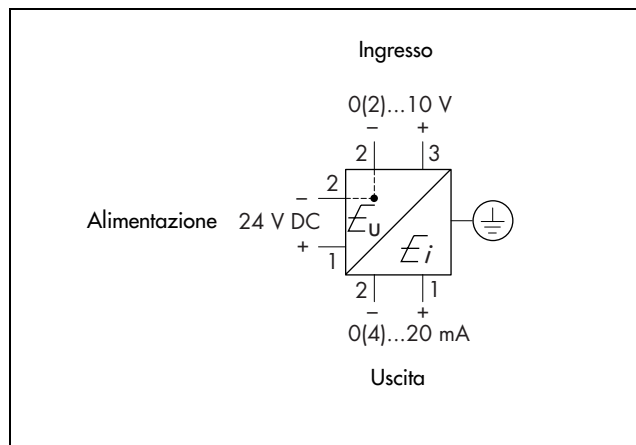 Ingresso
0(2)...10 V
− +
2 3
2
−
Alimentazione 24 V DC
U
+
1
i
2 1
− +
0(4)...20 mA
Uscita